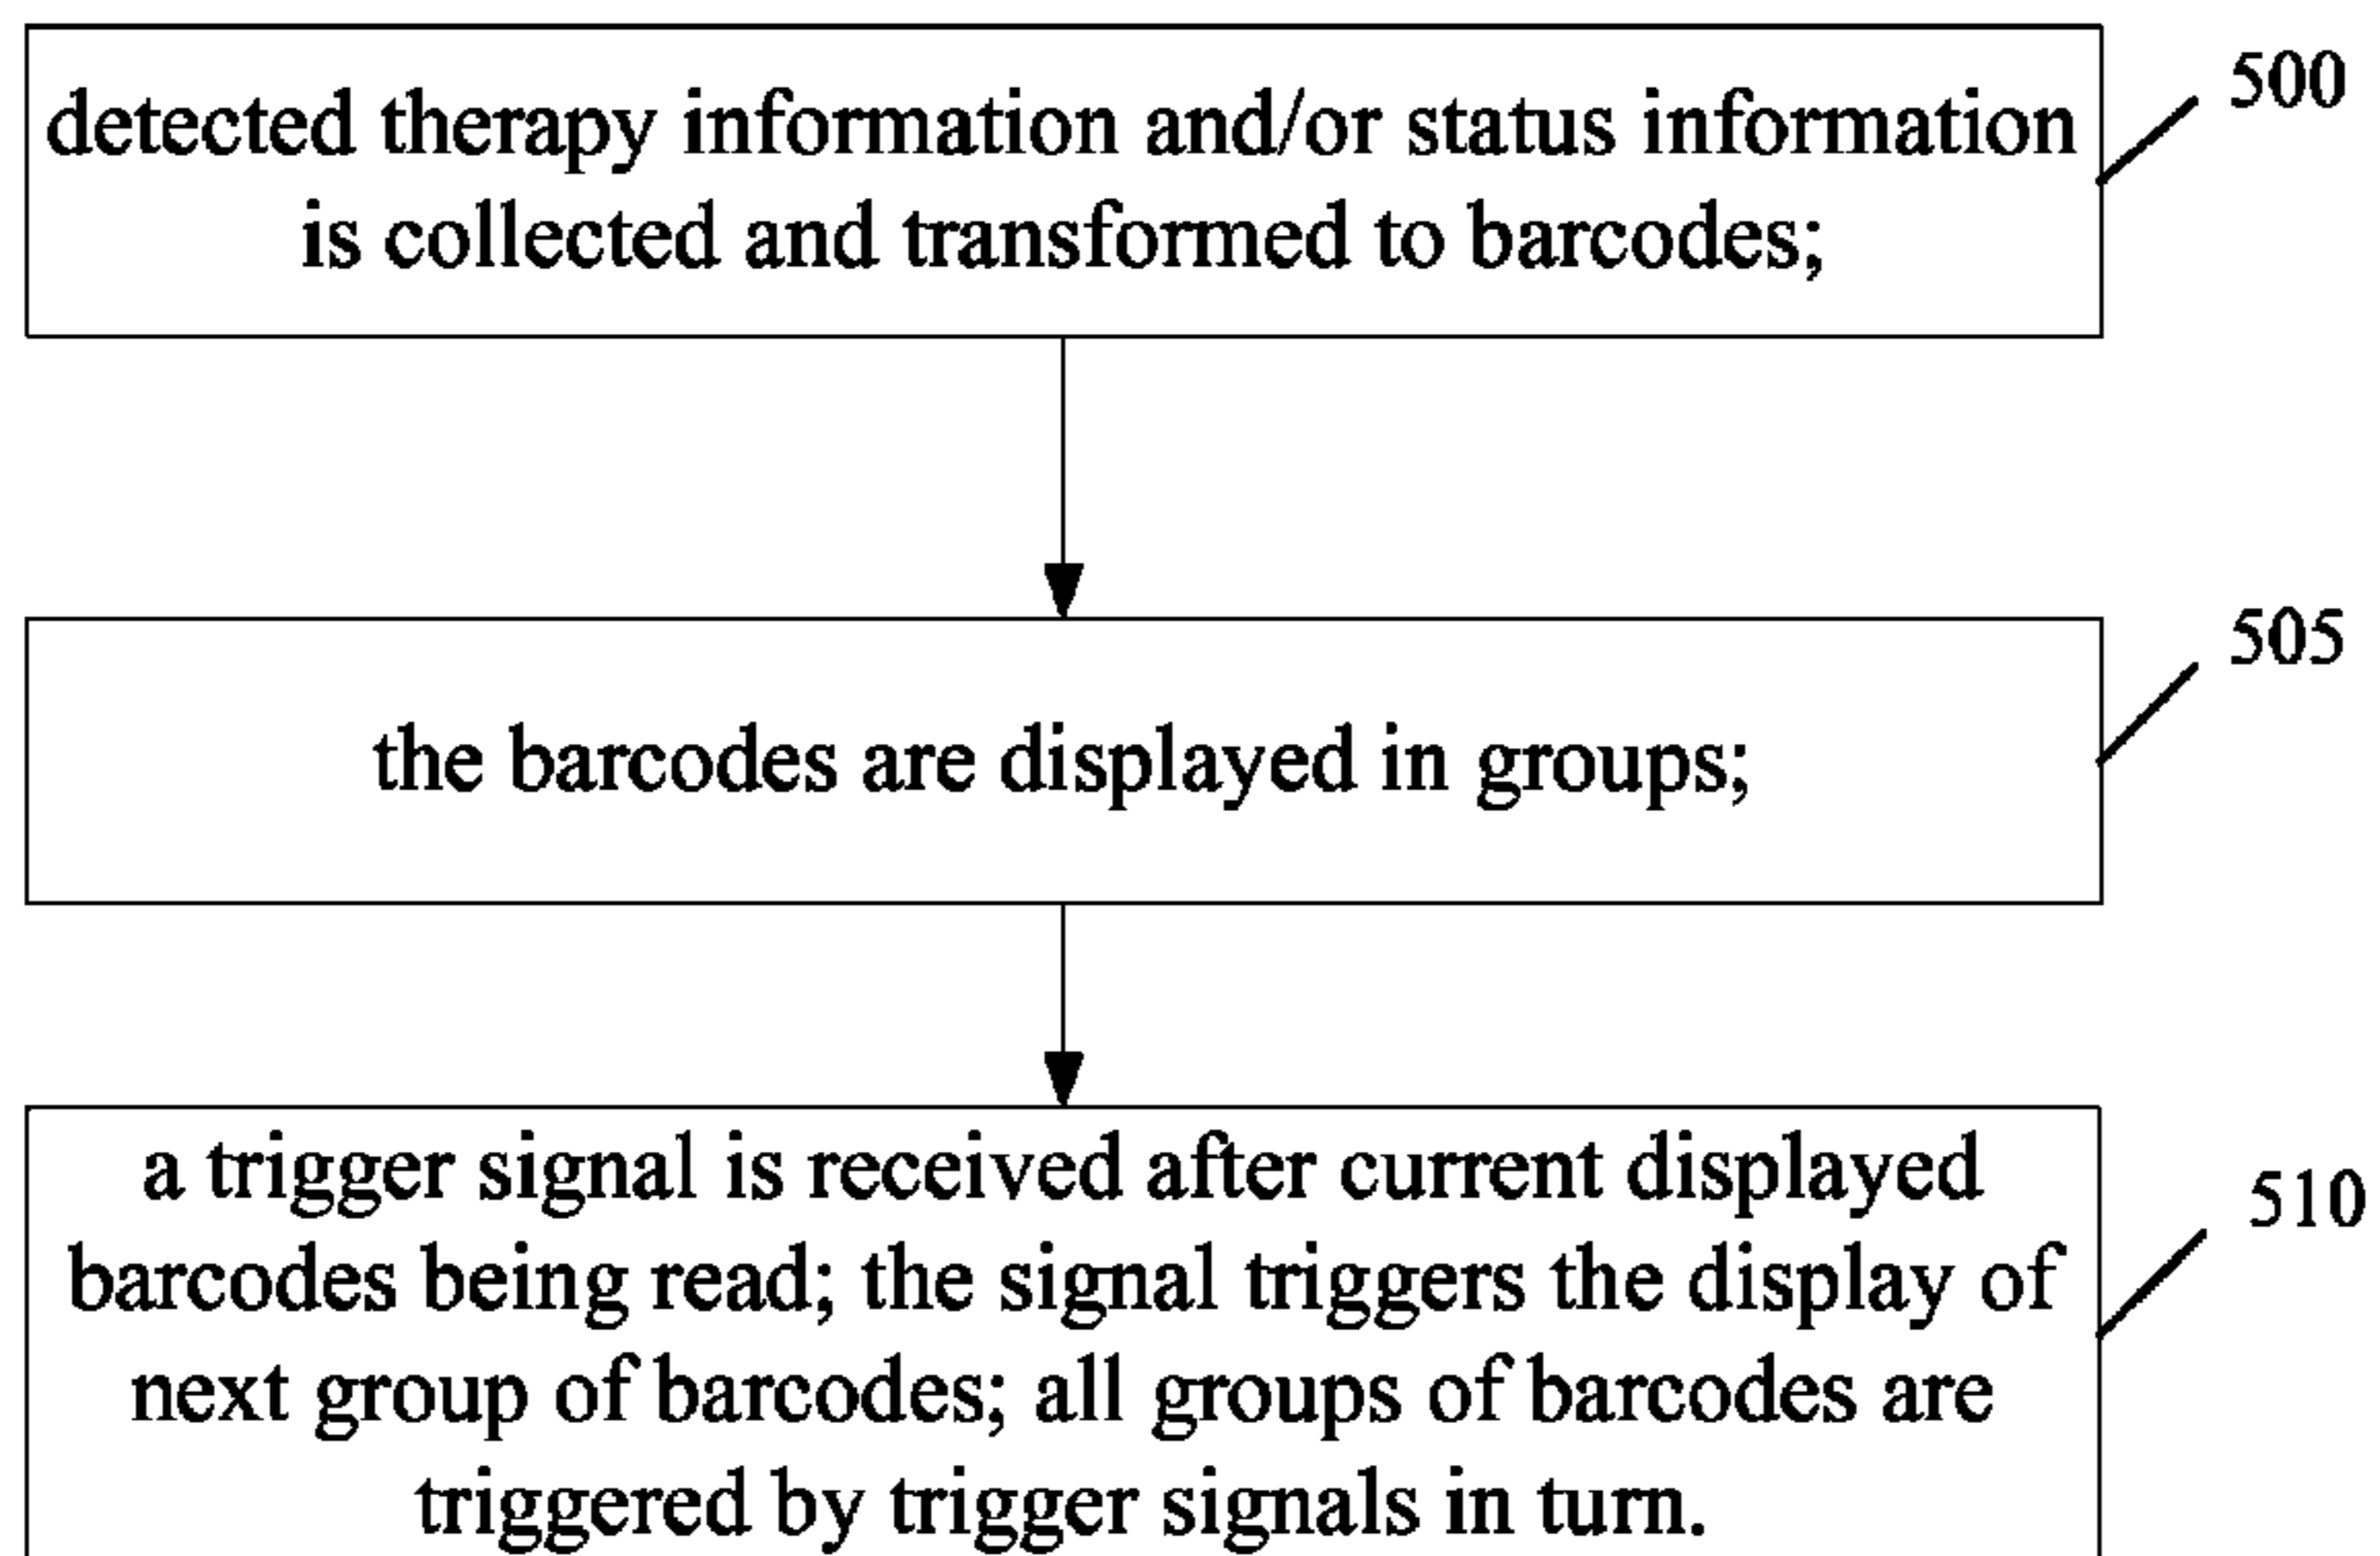 500
detected therapy information and/or status information
is collected and transformed to barcodes;
505
the barcodes are displayed in groups;
510
a trigger signal is received after current displayed
barcodes being read; the signal triggers the display of
next group of barcodes; all groups of barcodes are
triggered by trigger signals in turn.